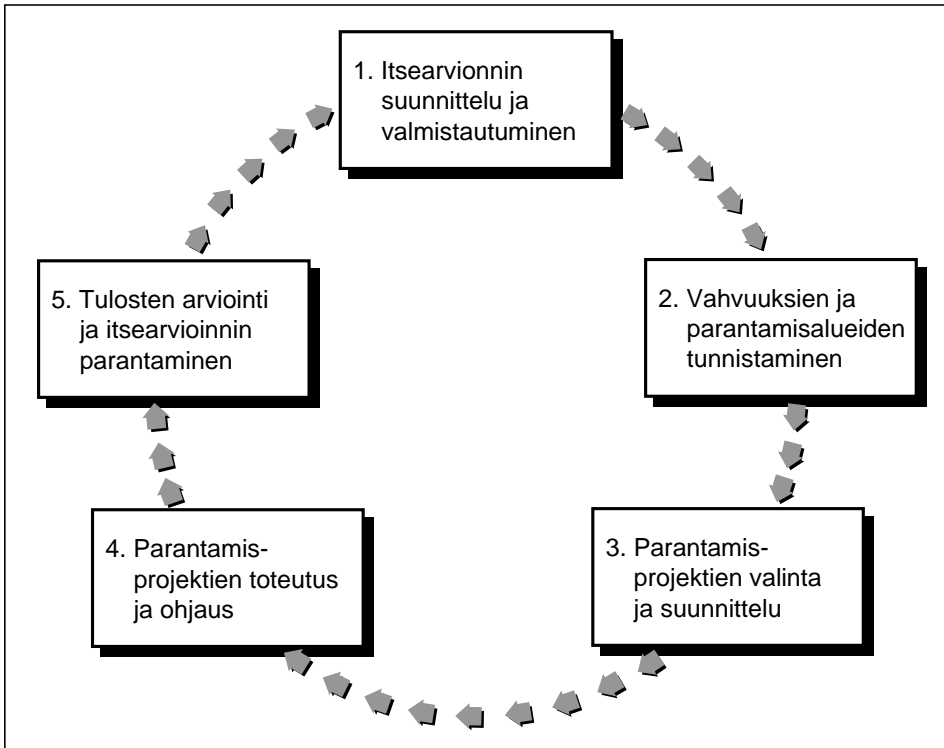 1. Itsearvionnin
suunnittelu ja
valmistautuminen
2. Vahvuuksien ja
parantamisalueiden
tunnistaminen
3. Parantamis-
projektien valinta
ja suunnittelu
4. Parantamis-
projektien toteutus
ja ohjaus
5. Tulosten arviointi
ja itsearvioinnin
parantaminen